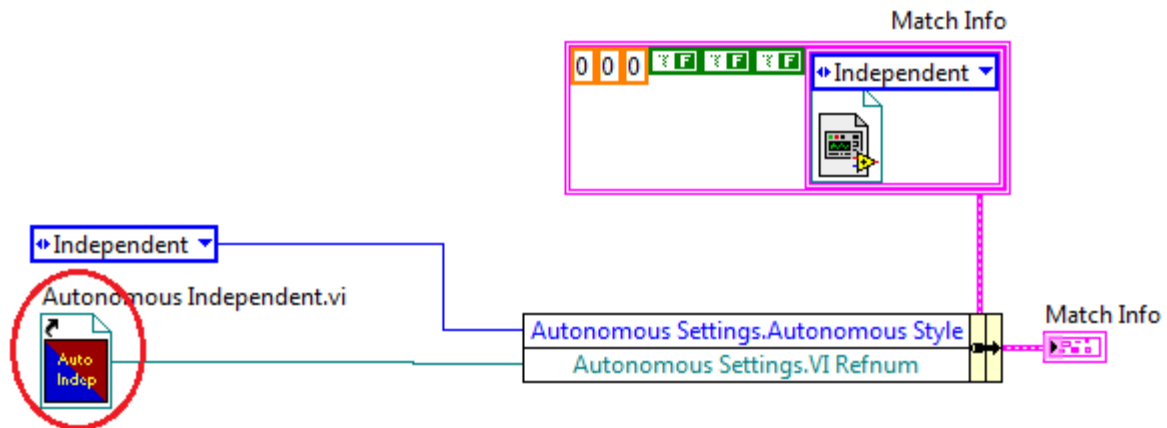 Match Info
0 0 0 F F F
Independent
Independent
Autonomous Independent.vi
Auto
Indep
Autonomous Settings.Autonomous Style
Autonomous Settings.VI Refnum
Match Info